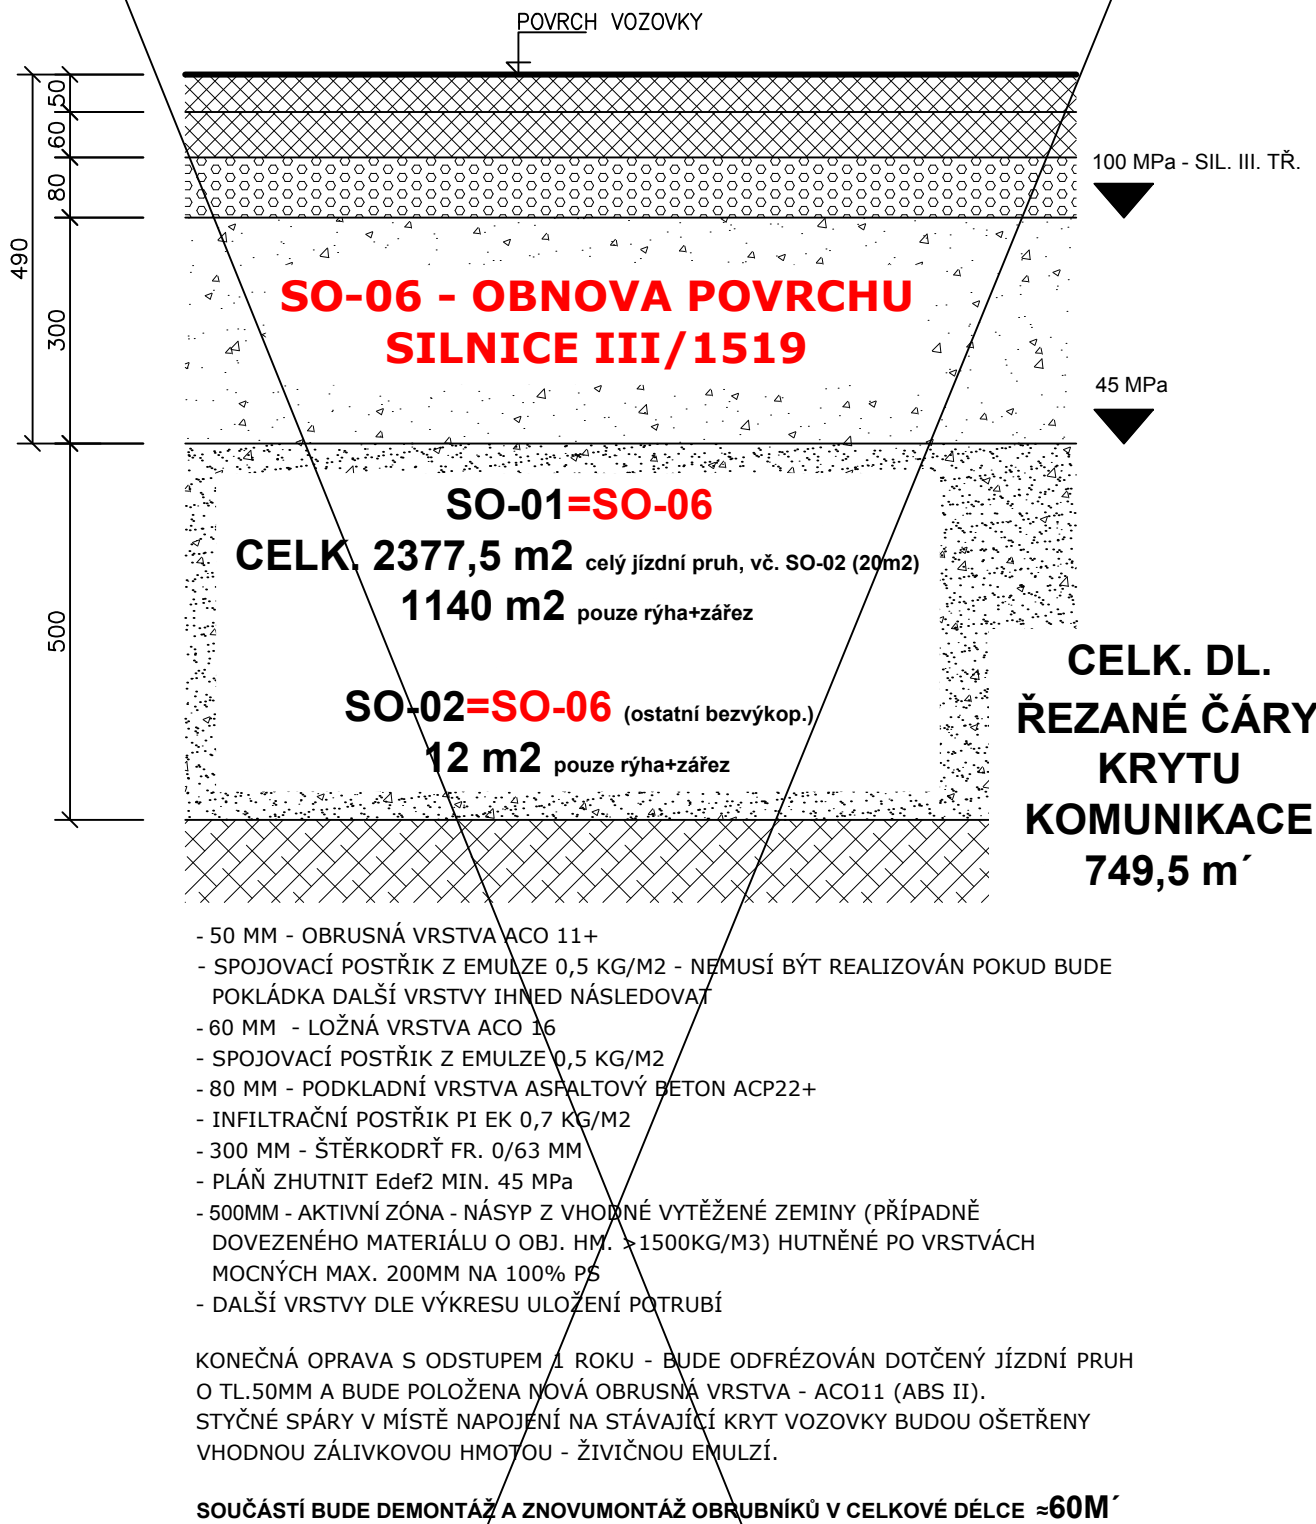 POVRCH VOZOVKY
50
60
80
490
300
500
100 MPa - SIL. III. TŘ.
45 MPa
SO-06 - OBNOVA POVRCHU
SILNICE III/1519
SO-01=SO-06
CELK. 2377,5 m2 celý jízdní pruh, vč. SO-02 (20m2)
1140 m2 pouze rýha+zářez
SO-02=SO-06 (ostatní bezvýkop.)
12 m2 pouze rýha+zářez
CELK. DL.
ŘEZANÉ ČÁRY
KRYTU
KOMUNIKACE
749,5 m´
- 50 MM - OBRUSNÁ VRSTVA ACO 11+
- SPOJOVACÍ POSTŘIK Z EMULZE 0,5 KG/M2 - NEMUSÍ BÝT REALIZOVÁN POKUD BUDE
POKLÁDKA DALŠÍ VRSTVY IHNED NÁSLEDOVAT
- 60 MM - LOŽNÁ VRSTVA ACO 16
- SPOJOVACÍ POSTŘIK Z EMULZE 0,5 KG/M2
- 80 MM - PODKLADNÍ VRSTVA ASFALTOVÝ BETON ACP22+
- INFILTRAČNÍ POSTŘIK PI EK 0,7 KG/M2
- 300 MM - ŠTĚRKODRŤ FR. 0/63 MM
- PLÁŇ ZHUTNIT Edef2 MIN. 45 MPa
- 500MM - AKTIVNÍ ZÓNA - NÁSYP Z VHODNÉ VYTĚŽENÉ ZEMINY (PŘÍPADNĚ
DOVEZENÉHO MATERIÁLU O OBJ. HM. >1500KG/M3) HUTNĚNÉ PO VRSTVÁCH
MOCNÝCH MAX. 200MM NA 100% PS
- DALŠÍ VRSTVY DLE VÝKRESU ULOŽENÍ POTRUBÍ
KONEČNÁ OPRAVA S ODSTUPEM 1 ROKU - BUDE ODFRÉZOVÁN DOTČENÝ JÍZDNÍ PRUH
O TL.50MM A BUDE POLOŽENA NOVÁ OBRUSNÁ VRSTVA - ACO11 (ABS II).
STYČNÉ SPÁRY V MÍSTĚ NAPOJENÍ NA STÁVAJÍCÍ KRYT VOZOVKY BUDOU OŠETŘENY
VHODNOU ZÁLIVKOVOU HMOTOU - ŽIVIČNOU EMULZÍ.
SOUČÁSTÍ BUDE DEMONTÁŽ A ZNOVUMONTÁŽ OBRUBNÍKŮ V CELKOVÉ DÉLCE ≈60M´